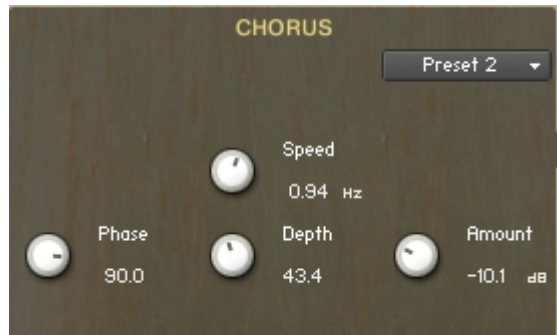 CHORUS
Preset 2
Speed
0.94 Hz
Phase
90.0
Depth
43.4
Amount
-10.1 dB